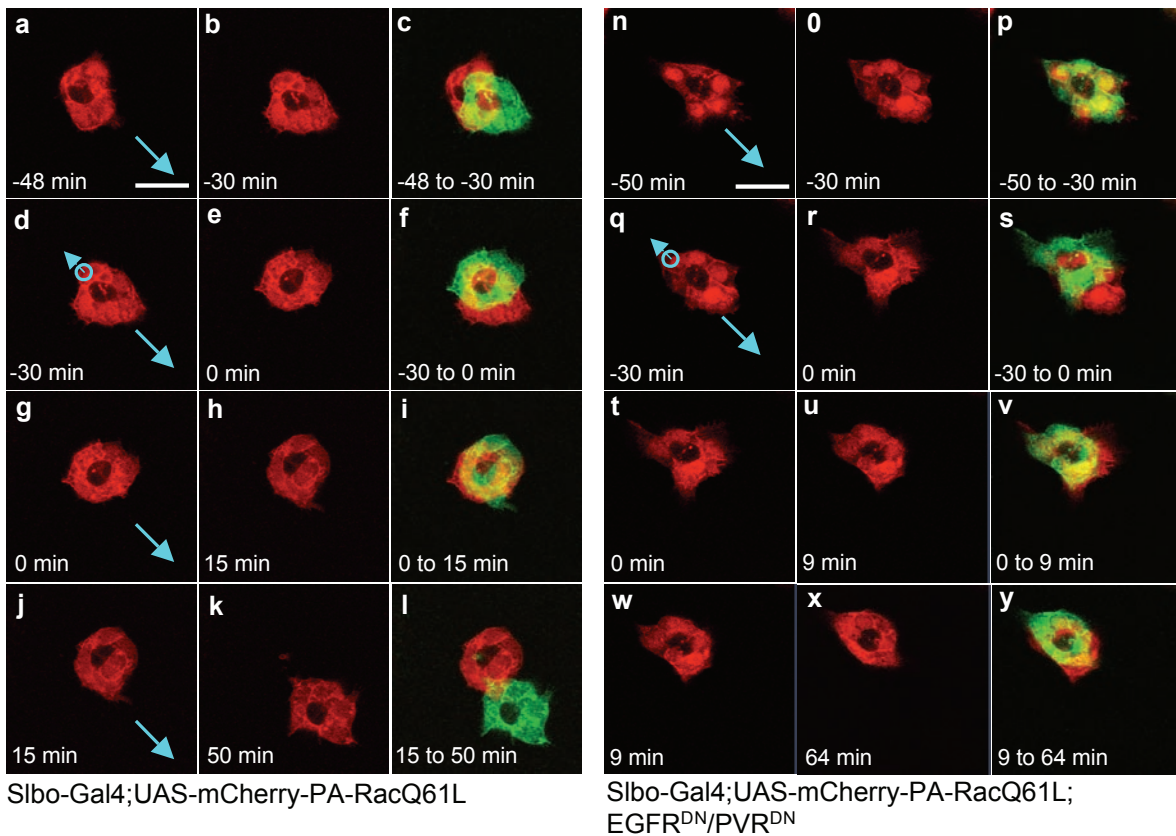 a b c n 0 p
-48 min -30 min -48 to -30 min -50 min -30 min -50 to -30 min
d e f q r s
-30 min 0 min -30 to 0 min -30 min 0 min -30 to 0 min
g h i t u v
0 min 15 min 0 to 15 min 0 min 9 min 0 to 9 min
j k l w x y
15 min 50 min 15 to 50 min 9 min 64 min 9 to 64 min
Slbo-Gal4;UAS-mCherry-PA-RacQ61L
Slbo-Gal4;UAS-mCherry-PA-RacQ61L;
EGFRᴰᴺ/PVRᴰᴺ